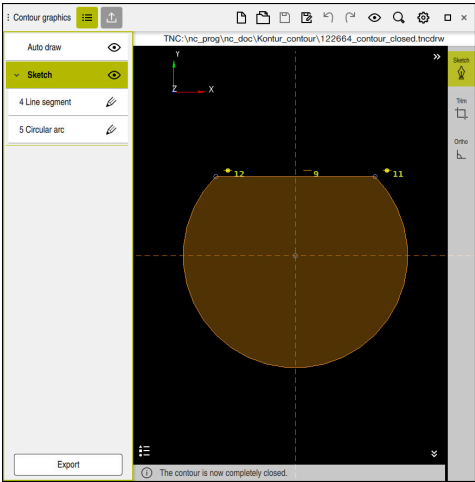 Contour graphics
TNC:\nc_prog\nc_doc\Kontur_contour\122664_contour_closed.tncdrw
Auto draw
Sketch
4 Line segment
5 Circular arc
Export
Y
Z
X
12
9
11
The contour is now completely closed.
Sketch
Trim
Ortho